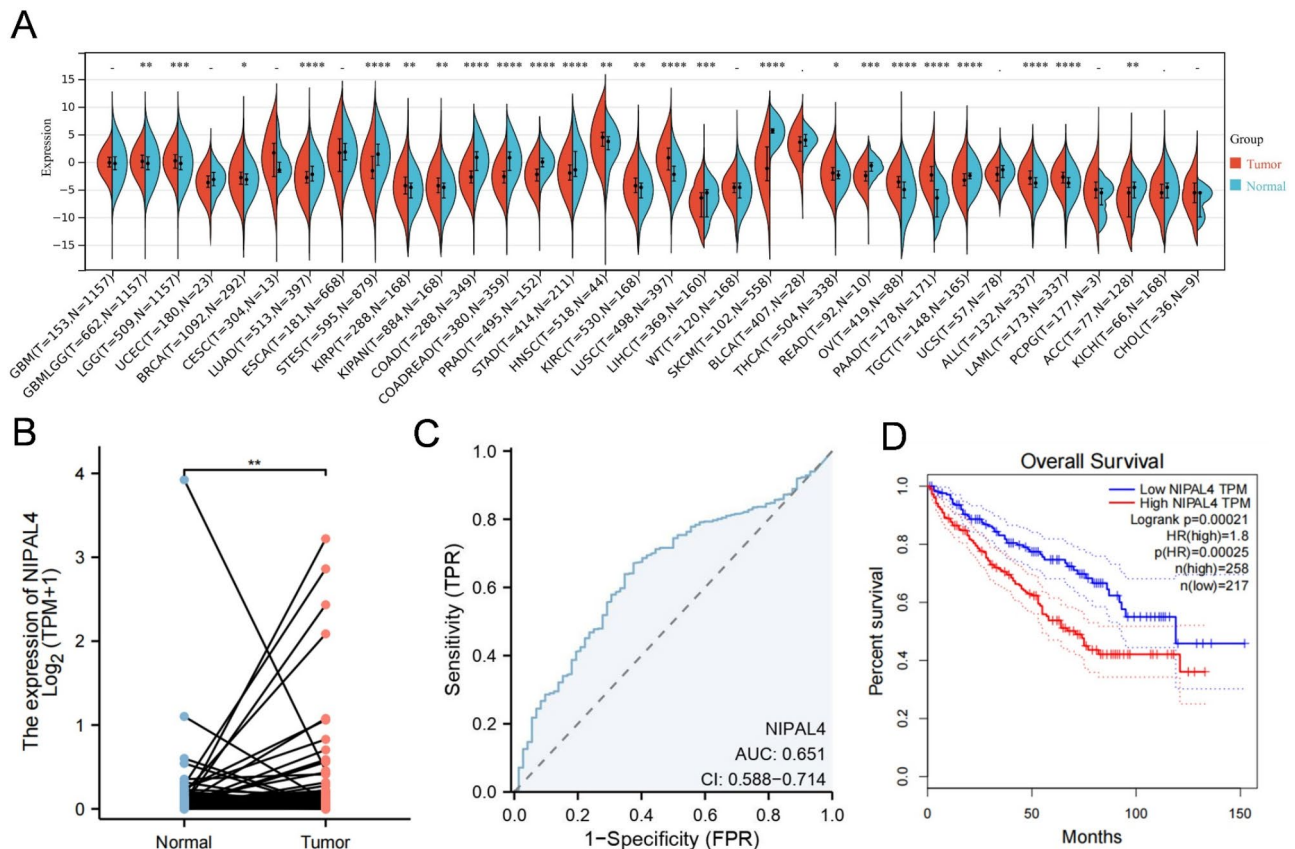 A
- ** *** - * - **** - **** ** ** **** **** **** **** ** ** **** *** - **** . * *** **** **** **** . **** **** - ** . -
Expression
15
10
5
0
−5
−10
−15
Group
Tumor
Normal
GBM(T=153,N=1157)
GBMLGG(T=662,N=1157)
LGG(T=509,N=1157)
UCEC(T=180,N=23)
BRCA(T=1092,N=292)
CESC(T=304,N=13)
LUAD(T=513,N=397)
ESCA(T=181,N=668)
STES(T=595,N=879)
KIRP(T=288,N=168)
KIPAN(T=884,N=168)
COAD(T=288,N=349)
COADREAD(T=380,N=359)
PRAD(T=495,N=152)
STAD(T=414,N=211)
HNSC(T=518,N=44)
KIRC(T=530,N=168)
LUSC(T=498,N=397)
LIHC(T=369,N=160)
WT(T=120,N=168)
SKCM(T=102,N=558)
BLCA(T=407,N=28)
THCA(T=504,N=338)
READ(T=92,N=10)
OV(T=419,N=88)
PAAD(T=178,N=171)
TGCT(T=148,N=165)
UCS(T=57,N=78)
ALL(T=132,N=337)
LAML(T=173,N=337)
PCPG(T=177,N=3)
ACC(T=77,N=128)
KICH(T=66,N=168)
CHOL(T=36,N=9)
B
The expression of NIPAL4
Log2 (TPM+1)
4
3
2
1
0
**
Normal Tumor
C
Sensitivity (TPR)
1.0
0.8
0.6
0.4
0.2
0.0
NIPAL4
AUC: 0.651
CI: 0.588−0.714
0.0 0.2 0.4 0.6 0.8 1.0
1−Specificity (FPR)
D
Overall Survival
Percent survival
1.0
0.8
0.6
0.4
0.2
0.0
Low NIPAL4 TPM
High NIPAL4 TPM
Logrank p=0.00021
HR(high)=1.8
p(HR)=0.00025
n(high)=258
n(low)=217
0 50 100 150
Months